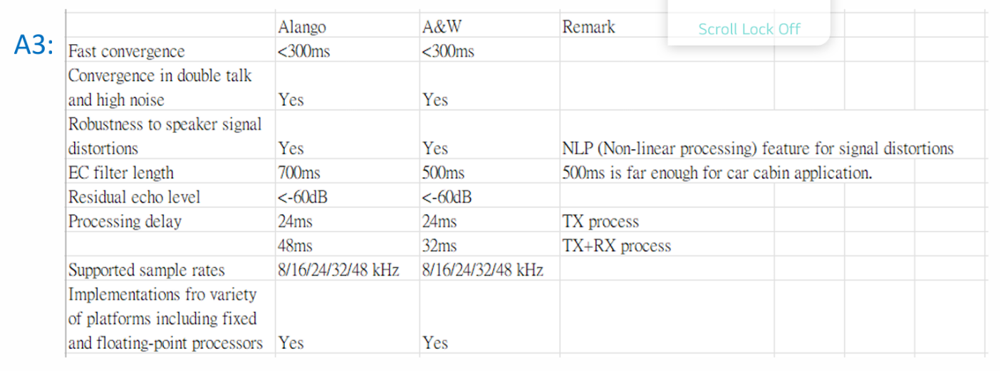 Scroll Lock Off
A3:
Alango A&W Remark
Fast convergence <300ms <300ms
Convergence in double talk
and high noise Yes Yes
Robustness to speaker signal
distortions Yes Yes NLP (Non-linear processing) feature for signal distortions
EC filter length 700ms 500ms 500ms is far enough for car cabin application.
Residual echo level <-60dB <-60dB
Processing delay 24ms 24ms TX process
48ms 32ms TX+RX process
Supported sample rates 8/16/24/32/48 kHz 8/16/24/32/48 kHz
Implementations fro variety
of platforms including fixed
and floating-point processors Yes Yes